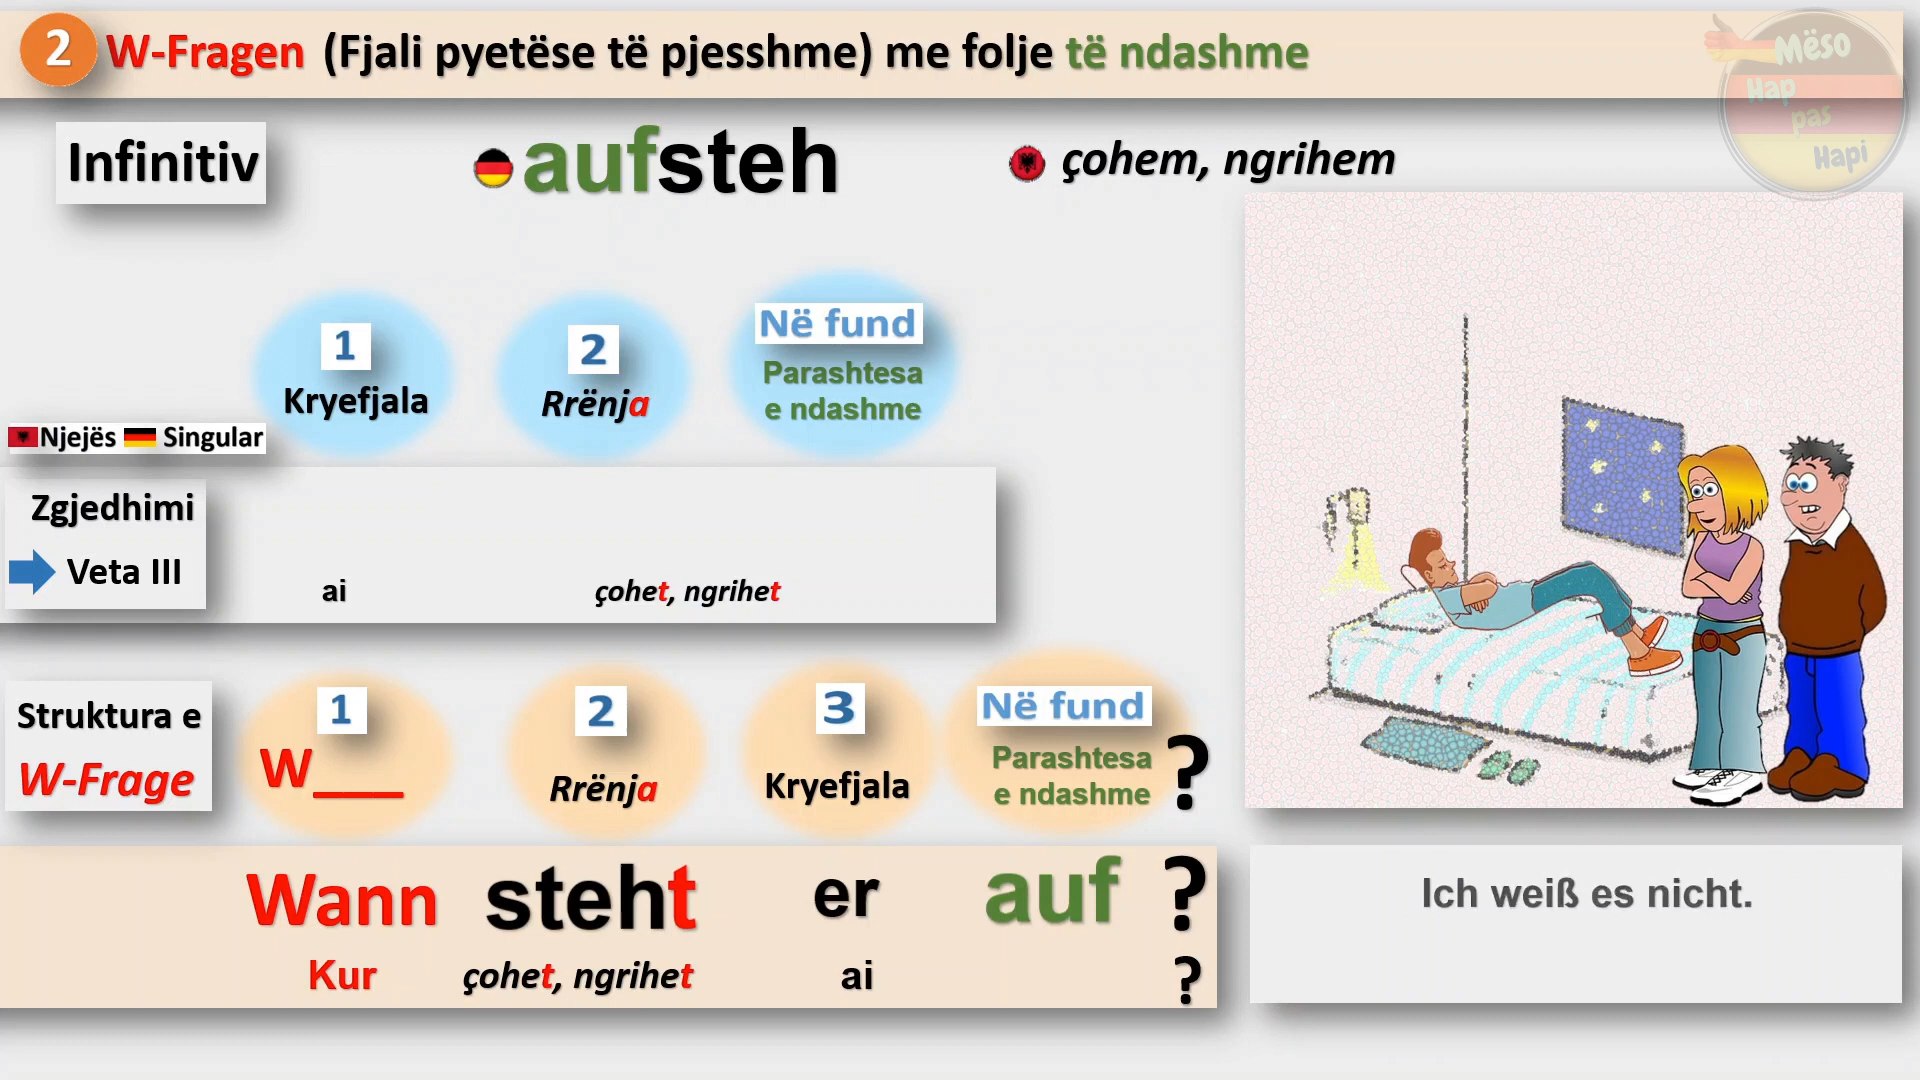 2 W-Fragen (Fjali pyetëse të pjesshme) me folje të ndashme
Mëso
Hap
pas
Hapi
Infinitiv aufsteh çohem, ngrihem
1 2 Në fund
Kryefjala Rrënja Parashtesa
e ndashme
Njejës Singular
Zgjedhimi
Veta III ai çohet, ngrihet
1 2 3 Në fund
Struktura e
W-Frage W___ Rrënja Kryefjala Parashtesa
e ndashme ?
Wann steht er auf ?
Kur çohet, ngrihet ai ?
Ich weiß es nicht.